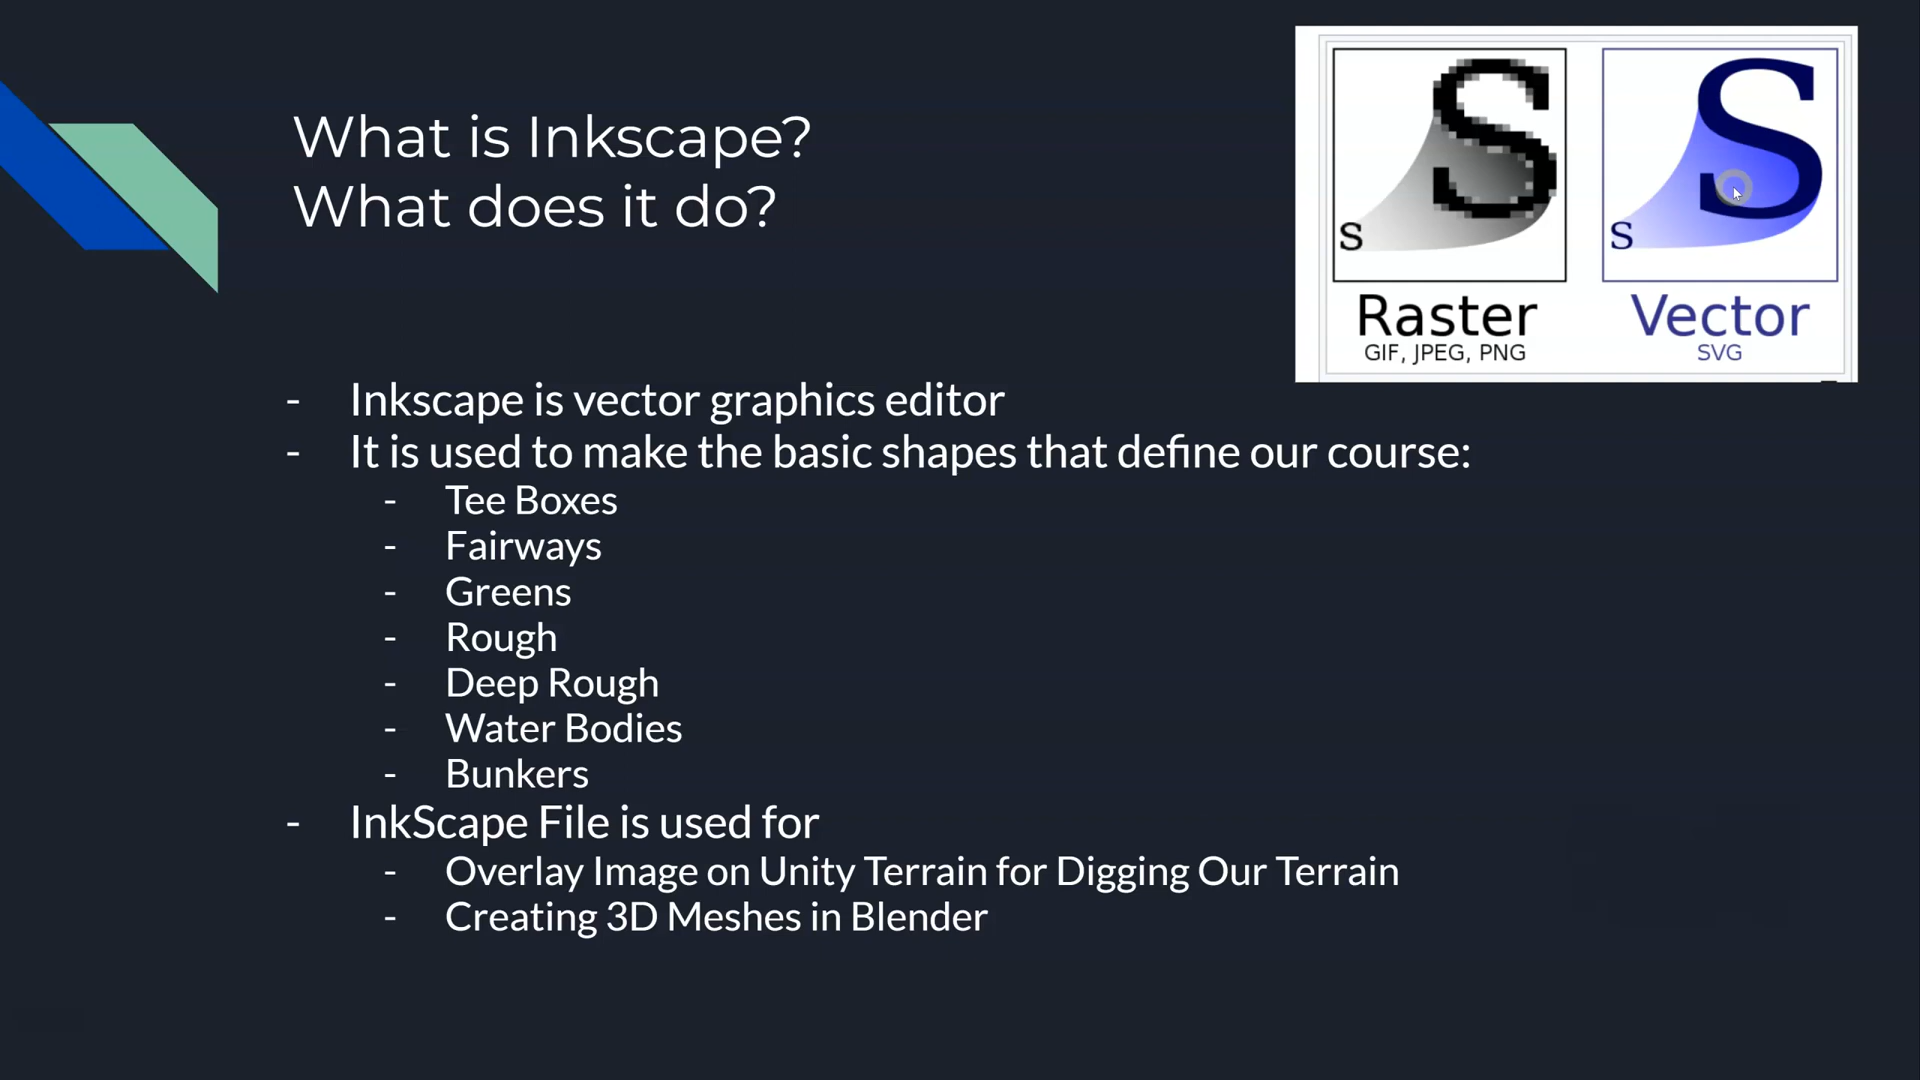 What is Inkscape?
What does it do?
S
S
S
S
Raster
Vector
GIF, JPEG, PNG
SVG
- Inkscape is vector graphics editor
- It is used to make the basic shapes that define our course:
- Tee Boxes
- Fairways
- Greens
- Rough
- Deep Rough
- Water Bodies
- Bunkers
- InkScape File is used for
- Overlay Image on Unity Terrain for Digging Our Terrain
- Creating 3D Meshes in Blender